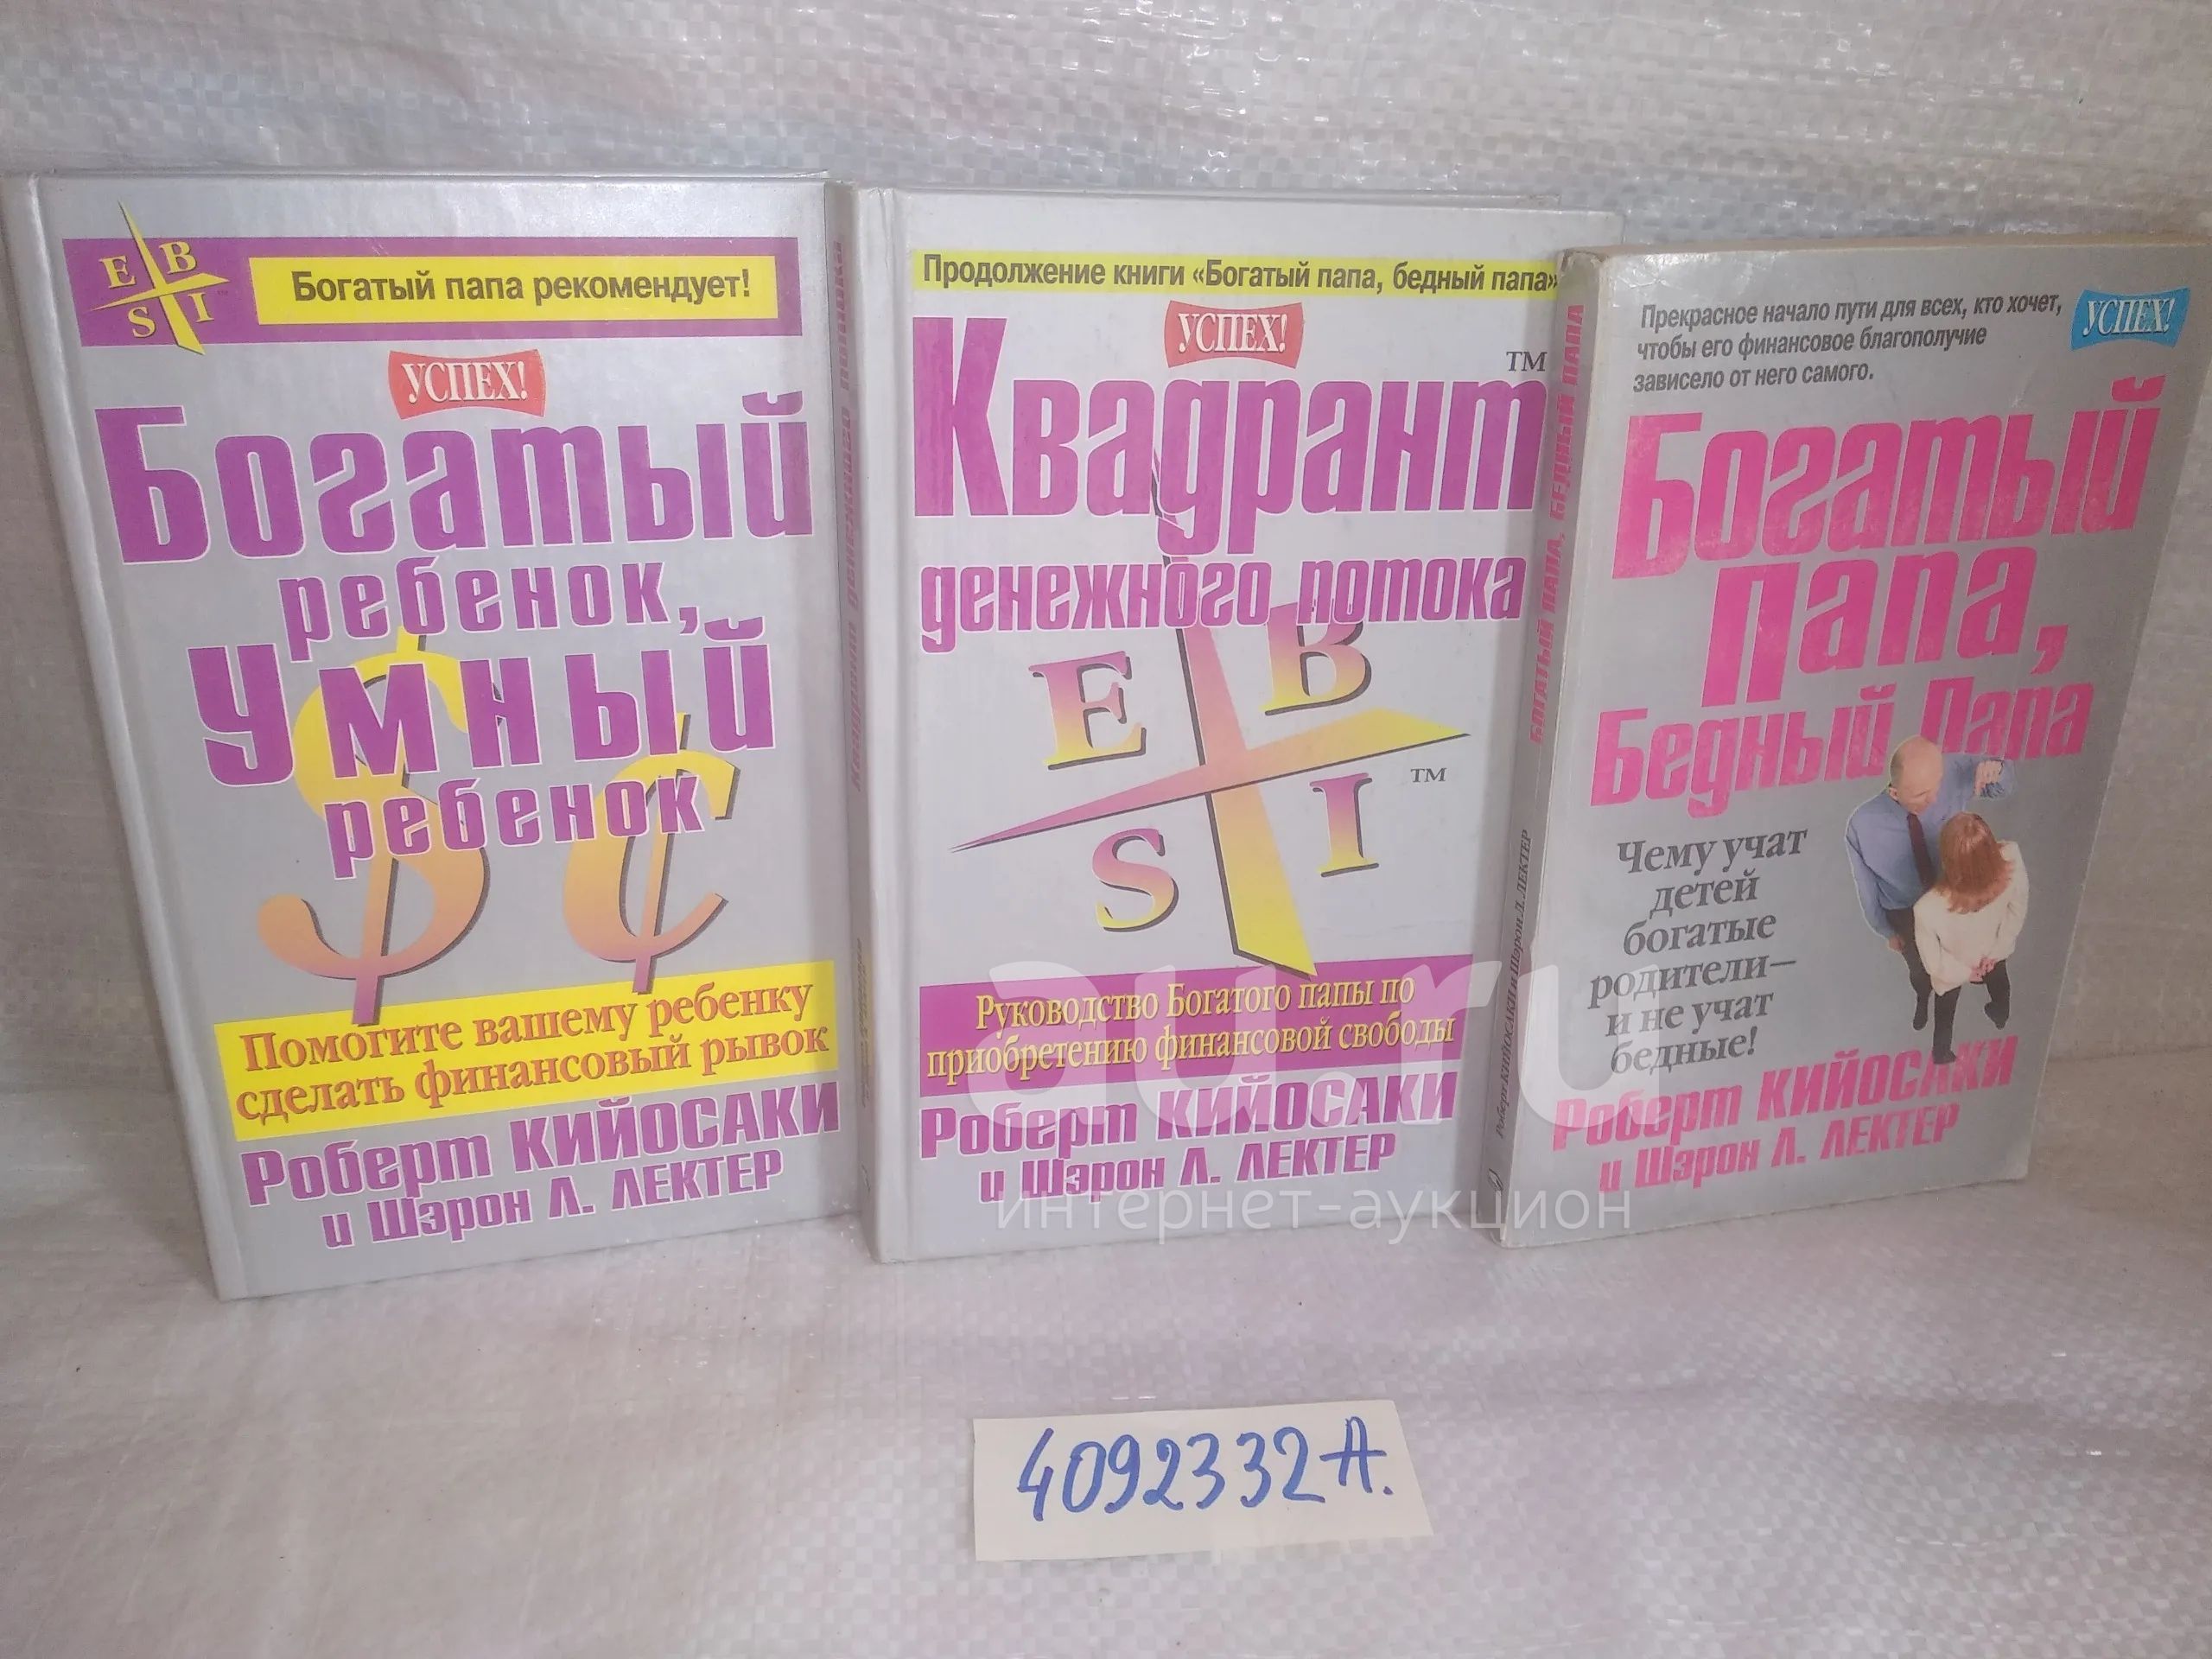 E B
S I
Богатый папа рекомендует!
УСПЕХ!
Богатый
ребенок,
Умный
ребенок
Помогите вашему ребенку
сделать финансовый рывок
Роберт КИЙОСАКИ
и Шэрон Л. ЛЕКТЕР
Продолжение книги «Богатый папа, бедный папа»
УСПЕХ!
Квадрант™
денежного потока
E B
S I ™
Руководство Богатого папы по
приобретению финансовой свободы
Роберт КИЙОСАКИ
и Шэрон Л. ЛЕКТЕР
БОГАТЫЙ ПАПА, БЕДНЫЙ ПАПА
Роберт КИЙОСАКИ и Шэрон Л. ЛЕКТЕР
Прекрасное начало пути для всех, кто хочет,
чтобы его финансовое благополучие
зависело от него самого.
УСПЕХ!
Богатый
папа,
Бедный Папа
Чему учат
детей
богатые
родители—
и не учат
бедные!
Роберт КИЙОСАКИ
и Шэрон Л. ЛЕКТЕР
au.ru
интернет-аукцион
4092332А.